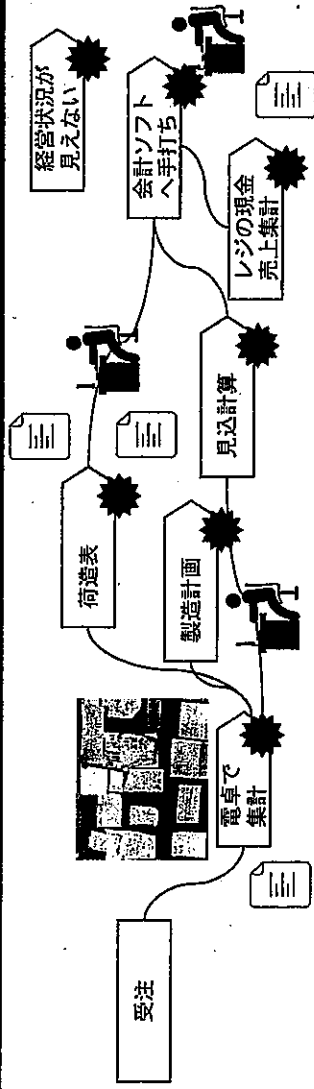 受注
電卓で
集計
荷造表
製造計画
見込計算
会計ソフト
へ手打ち
レジの現金
売上集計
経営状況が
見えない